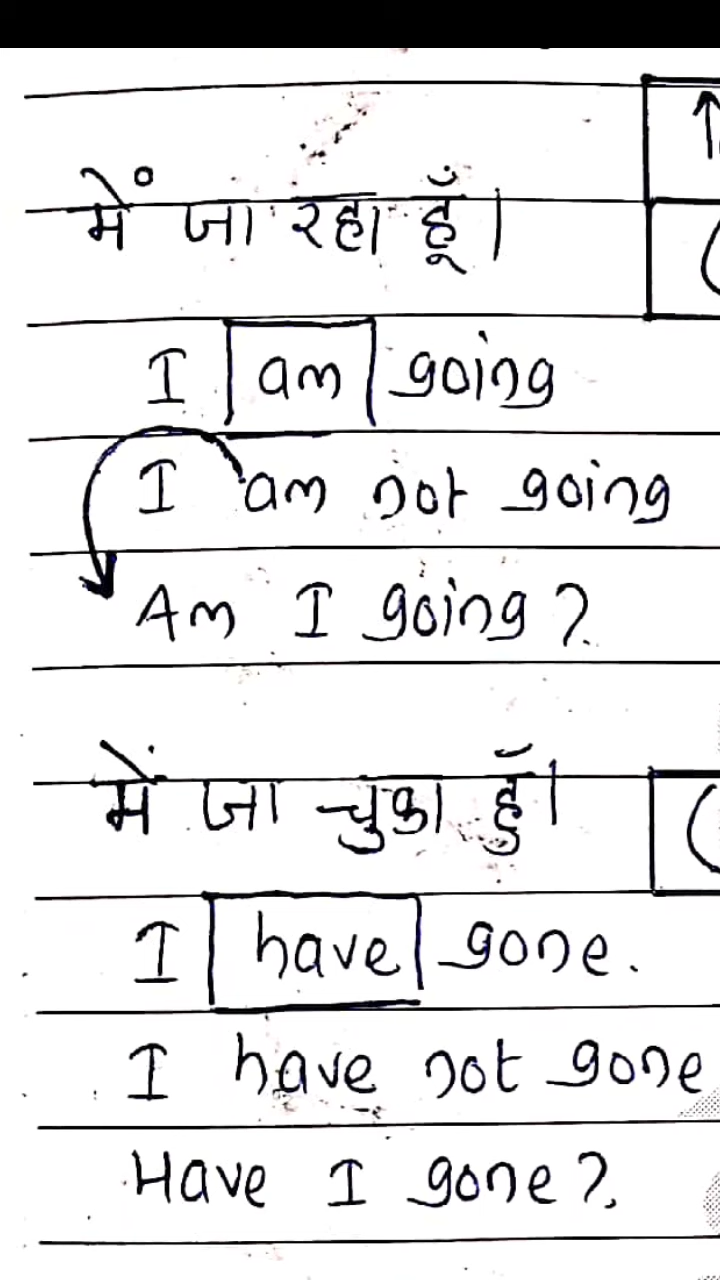 में जा रहा हूँ।
I am going
I am not going
Am I going?
में जा चुका हुँ।
I have gone.
I have not gone
Have I gone?